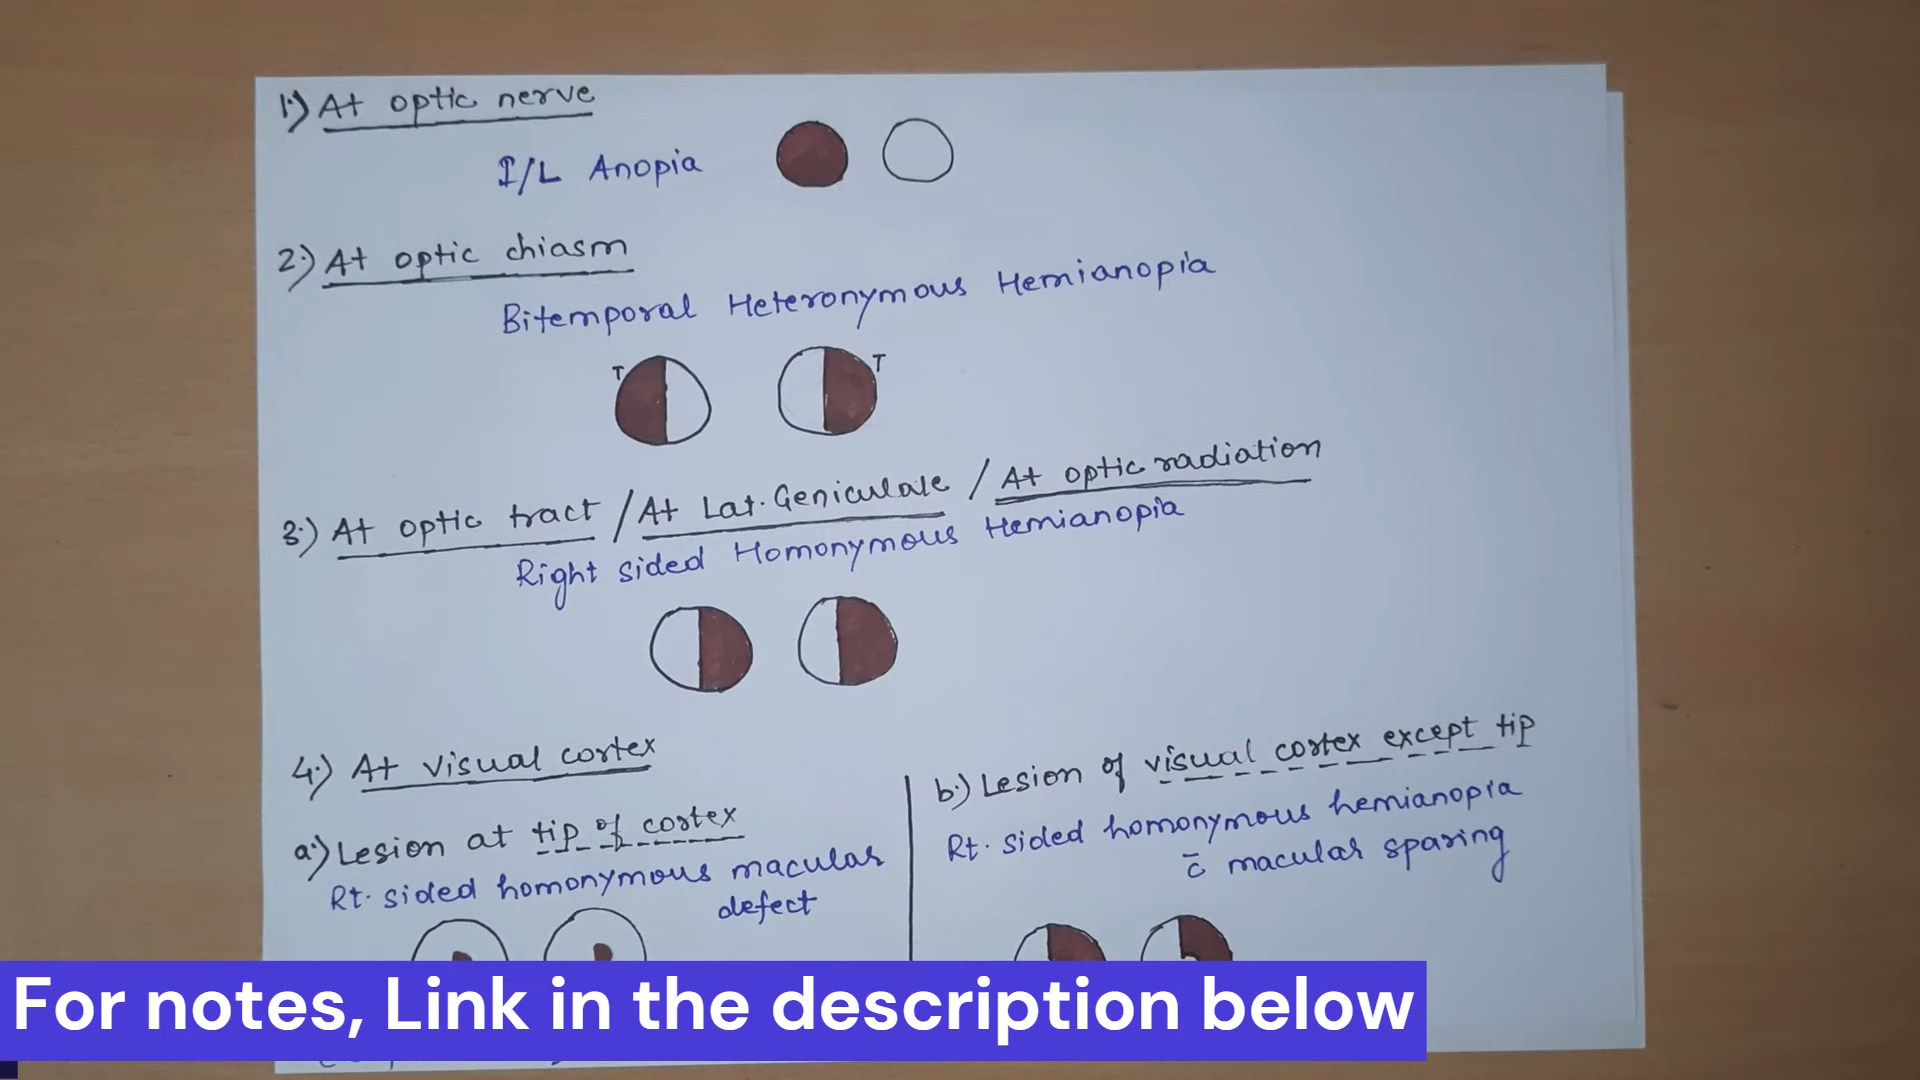 1.) At optic nerve
I/L Anopia
2.) At optic chiasm
Bitemporal Heteronymous Hemianopia
T T
3.) At optic tract / At Lat. Geniculate / At optic radiation
Right sided Homonymous Hemianopia
4.) At visual cortex
a.) Lesion at tip of cortex
Rt. sided homonymous macular
defect
b.) Lesion of visual cortex except tip
Rt. sided homonymous hemianopia
c̄ macular sparing
For notes, Link in the description below